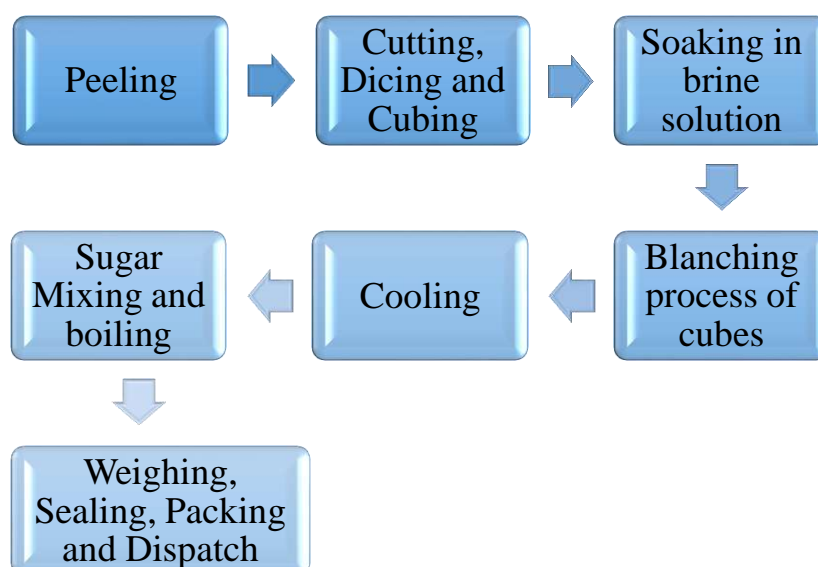 Peeling
Cutting,
Dicing and
Cubing
Soaking in
brine
solution
Blanching
process of
cubes
Cooling
Sugar
Mixing and
boiling
Weighing,
Sealing, Packing
and Dispatch